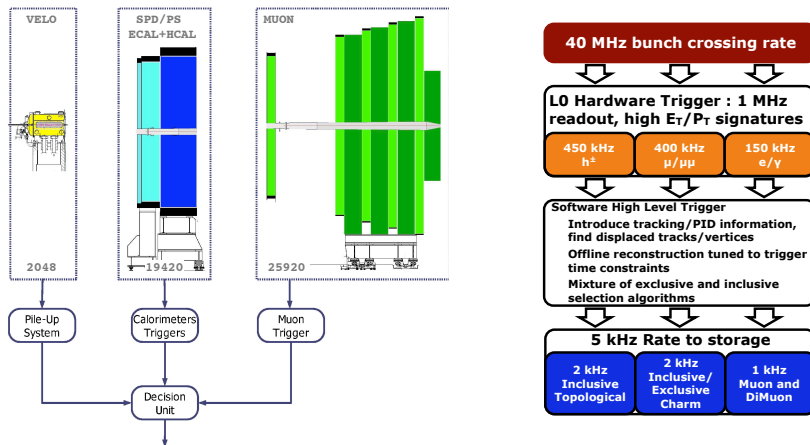 VELO
SPD/PS
ECAL+HCAL
MUON
2048
19420
25920
Pile-Up
System
Calorimeters
Triggers
Muon
Trigger
Decision
Unit
40 MHz bunch crossing rate
L0 Hardware Trigger : 1 MHz
readout, high ET/PT signatures
450 kHz
h±
400 kHz
μ/μμ
150 kHz
e/γ
Software High Level Trigger
Introduce tracking/PID information,
find displaced tracks/vertices
Offline reconstruction tuned to trigger
time constraints
Mixture of exclusive and inclusive
selection algorithms
5 kHz Rate to storage
2 kHz
Inclusive
Topological
2 kHz
Inclusive/
Exclusive
Charm
1 kHz
Muon and
DiMuon